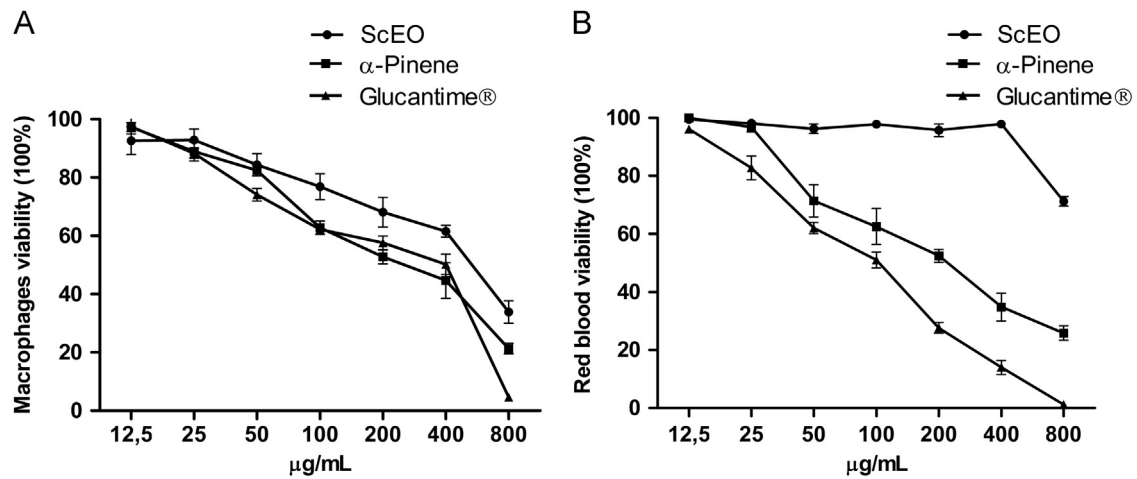 A
ScEO
α-Pinene
Glucantime®
Macrophages viability (100%)
100
80
60
40
20
0
12,5 25 50 100 200 400 800
μg/mL
B
ScEO
α-Pinene
Glucantime®
Red blood viability (100%)
100
80
60
40
20
0
12,5 25 50 100 200 400 800
μg/mL